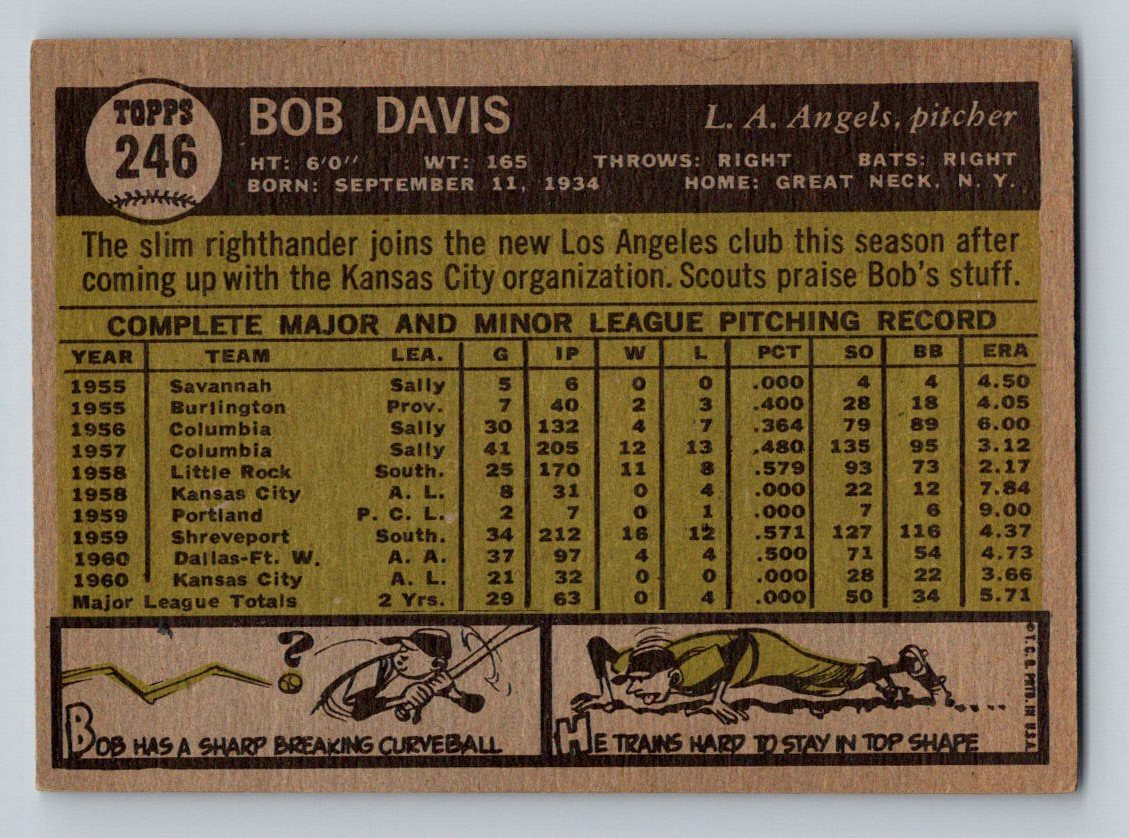 TOPPS
246
BOB DAVIS
L. A. Angels, pitcher
HT: 6'0" WT: 165 THROWS: RIGHT BATS: RIGHT
BORN: SEPTEMBER 11, 1934 HOME: GREAT NECK, N. Y.
The slim righthander joins the new Los Angeles club this season after
coming up with the Kansas City organization. Scouts praise Bob's stuff.
COMPLETE MAJOR AND MINOR LEAGUE PITCHING RECORD
YEAR TEAM LEA. G IP W L PCT SO BB ERA
1955 Savannah Sally 5 6 0 0 .000 4 4 4.50
1955 Burlington Prov. 7 40 2 3 .400 28 18 4.05
1956 Columbia Sally 30 132 4 7 .364 79 89 6.00
1957 Columbia Sally 41 205 12 13 .480 135 95 3.12
1958 Little Rock South. 25 170 11 8 .579 93 73 2.17
1958 Kansas City A. L. 8 31 0 4 .000 22 12 7.84
1959 Portland P. C. L. 2 7 0 1 .000 7 6 9.00
1959 Shreveport South. 34 212 16 12 .571 127 116 4.37
1960 Dallas-Ft. W. A. A. 37 97 4 4 .500 71 54 4.73
1960 Kansas City A. L. 21 32 0 0 .000 28 22 3.66
Major League Totals 2 Yrs. 29 63 0 4 .000 50 34 5.71
?
BOB HAS A SHARP BREAKING CURVEBALL
HE TRAINS HARD TO STAY IN TOP SHAPE
©T.C.G. PRTD. IN U.S.A.